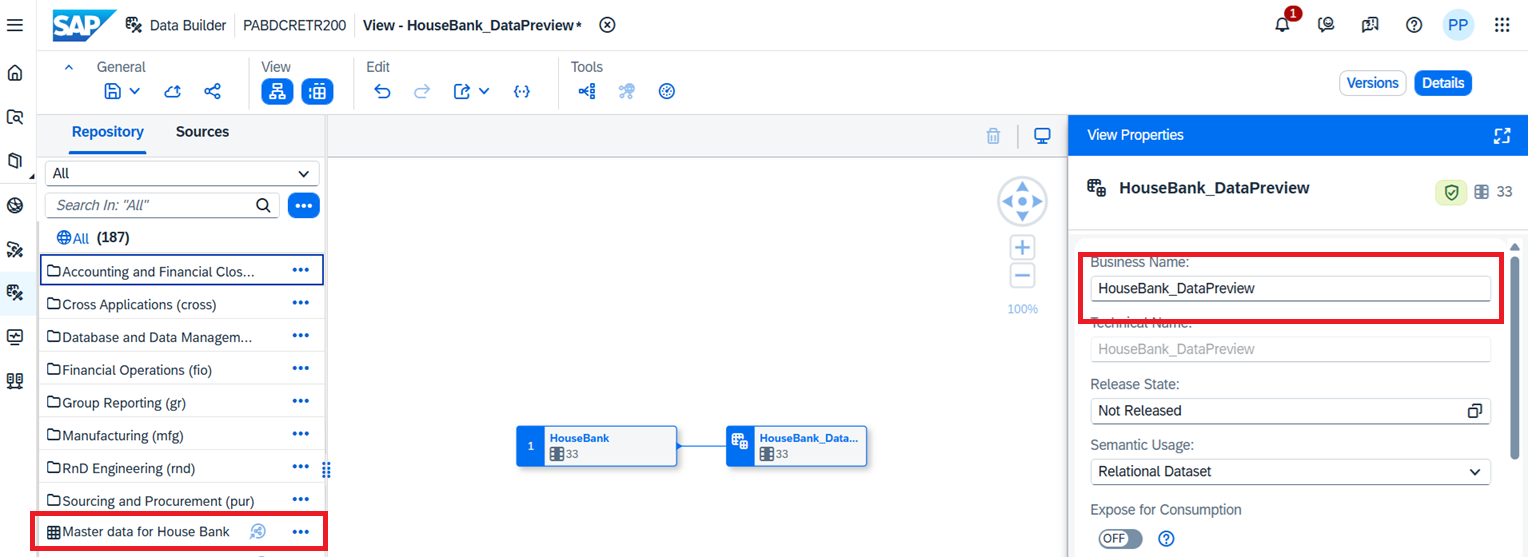 SAP Data Builder PABDCRETR200 View - HouseBank_DataPreview* 1 PP
General View Edit Tools
Versions Details
Repository Sources
All
Search In: "All"
All (187)
Accounting and Financial Clos...
Cross Applications (cross)
Database and Data Managem...
Financial Operations (fio)
Group Reporting (gr)
Manufacturing (mfg)
RnD Engineering (rnd)
Sourcing and Procurement (pur)
Master data for House Bank
100%
1 HouseBank
33
HouseBank_Data...
33
View Properties
HouseBank_DataPreview 33
Business Name:
HouseBank_DataPreview
Technical Name:
HouseBank_DataPreview
Release State:
Not Released
Semantic Usage:
Relational Dataset
Expose for Consumption
OFF